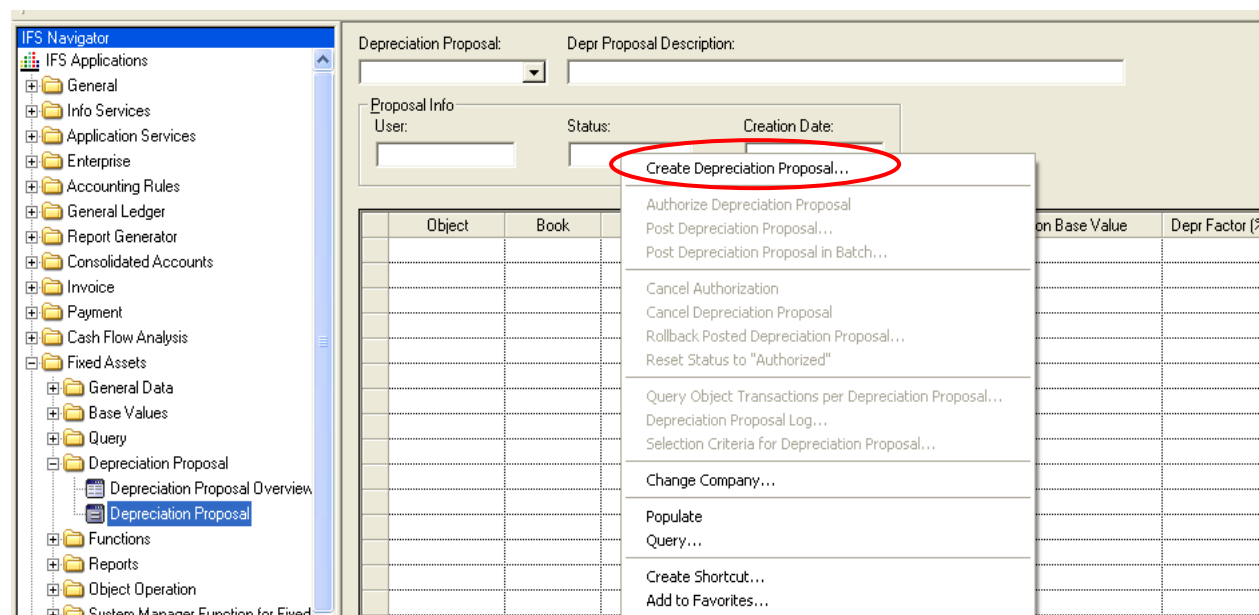 IFS Navigator
IFS Applications
General
Info Services
Application Services
Enterprise
Accounting Rules
General Ledger
Report Generator
Consolidated Accounts
Invoice
Payment
Cash Flow Analysis
Fixed Assets
General Data
Base Values
Query
Depreciation Proposal
Depreciation Proposal Overview
Depreciation Proposal
Functions
Reports
Object Operation
System Manager Function for Fixed
Depreciation Proposal: Depr Proposal Description:
Proposal Info
User: Status: Creation Date:
Object Book on Base Value Depr Factor (%
Create Depreciation Proposal...
Authorize Depreciation Proposal
Post Depreciation Proposal...
Post Depreciation Proposal in Batch...
Cancel Authorization
Cancel Depreciation Proposal
Rollback Posted Depreciation Proposal...
Reset Status to "Authorized"
Query Object Transactions per Depreciation Proposal...
Depreciation Proposal Log...
Selection Criteria for Depreciation Proposal...
Change Company...
Populate
Query...
Create Shortcut...
Add to Favorites...